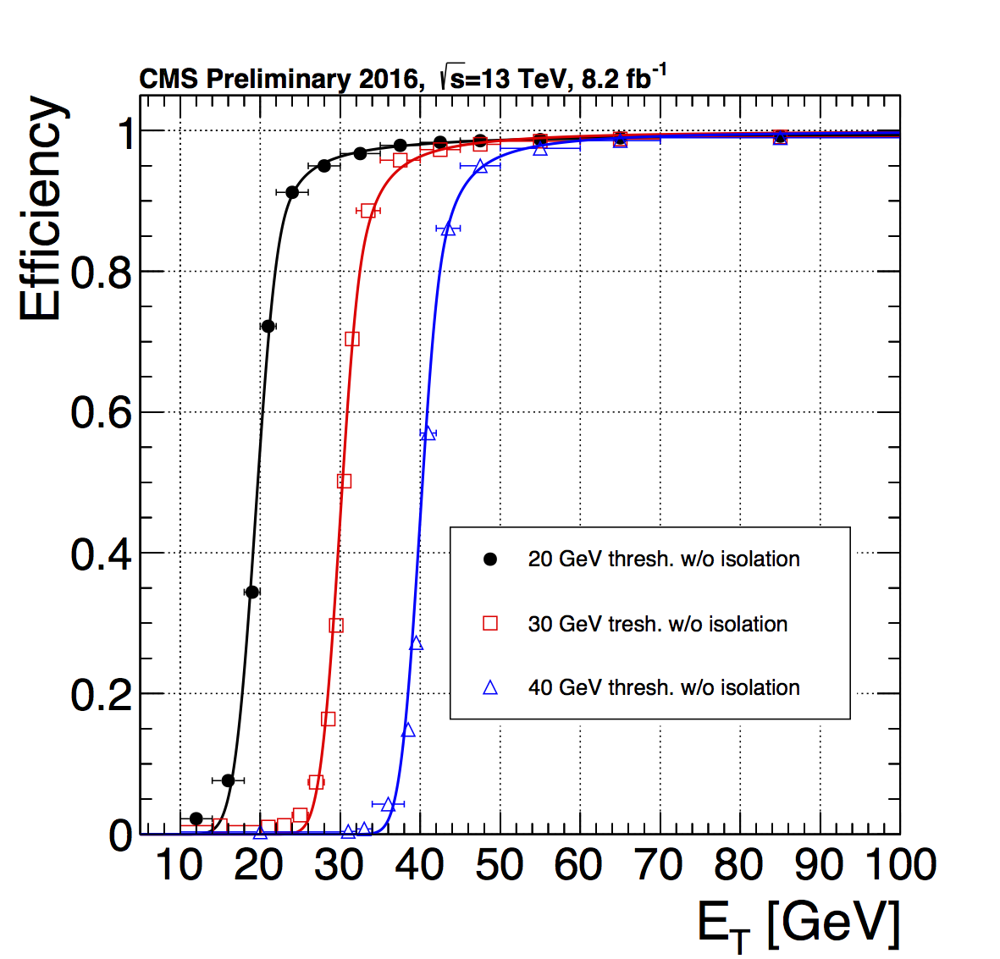 CMS Preliminary 2016, √s=13 TeV, 8.2 fb⁻¹
Efficiency
1
0.8
0.6
0.4
0.2
0
20 GeV thresh. w/o isolation
30 GeV tresh. w/o isolation
40 GeV thresh. w/o isolation
10 20 30 40 50 60 70 80 90 100
E_T [GeV]